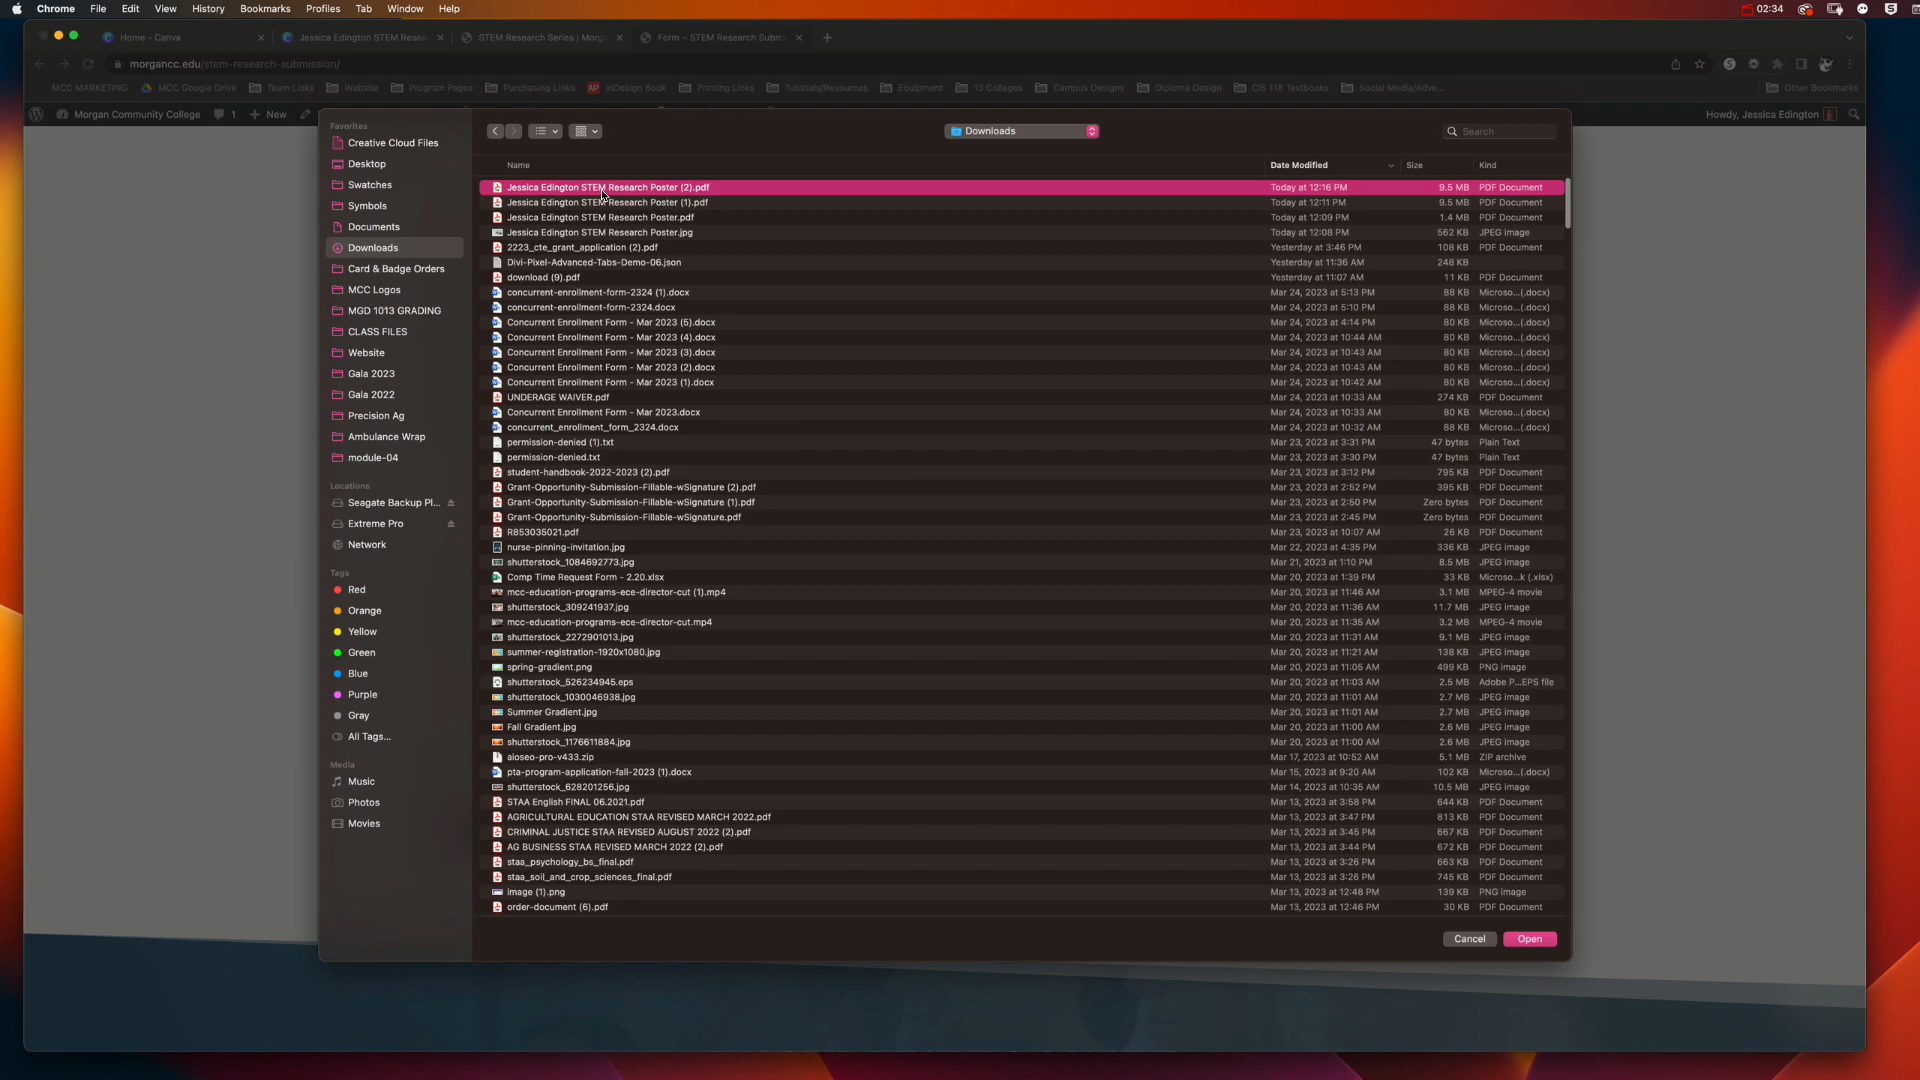 Chrome File Edit View History Bookmarks Profiles Tab Window Help 02:34
Home - Canva Jessica Edington STEM Resea STEM Research Series | Morg Form – STEM Research Subm
morgancc.edu/stem-research-submission/
MCC MARKETING MCC Google Drive Team Links Website Program Pages Purchasing Links InDesign Book Printing Links Tutorials/Resources Equipment 13 Colleges Campus Designs Diploma Design CIS 118 Textbooks Social Media/Adve... Other Bookmarks
Morgan Community College 1 New Howdy, Jessica Edington
Favorites
Creative Cloud Files
Desktop
Swatches
Symbols
Documents
Downloads
Card & Badge Orders
MCC Logos
MGD 1013 GRADING
CLASS FILES
Website
Gala 2023
Gala 2022
Precision Ag
Ambulance Wrap
module-04
Locations
Seagate Backup Pl...
Extreme Pro
Network
Tags
Red
Orange
Yellow
Green
Blue
Purple
Gray
All Tags...
Media
Music
Photos
Movies
Downloads
Search
Name Date Modified Size Kind
Jessica Edington STEM Research Poster (2).pdf Today at 12:16 PM 9.5 MB PDF Document
Jessica Edington STEM Research Poster (1).pdf Today at 12:11 PM 9.5 MB PDF Document
Jessica Edington STEM Research Poster.pdf Today at 12:09 PM 1.4 MB PDF Document
Jessica Edington STEM Research Poster.jpg Today at 12:08 PM 562 KB JPEG image
2223_cte_grant_application (2).pdf Yesterday at 3:46 PM 108 KB PDF Document
Divi-Pixel-Advanced-Tabs-Demo-06.json Yesterday at 11:36 AM 248 KB
download (9).pdf Yesterday at 11:07 AM 11 KB PDF Document
concurrent-enrollment-form-2324 (1).docx Mar 24, 2023 at 5:13 PM 88 KB Microso...(.docx)
concurrent-enrollment-form-2324.docx Mar 24, 2023 at 5:10 PM 88 KB Microso...(.docx)
Concurrent Enrollment Form - Mar 2023 (5).docx Mar 24, 2023 at 4:14 PM 80 KB Microso...(.docx)
Concurrent Enrollment Form - Mar 2023 (4).docx Mar 24, 2023 at 10:44 AM 80 KB Microso...(.docx)
Concurrent Enrollment Form - Mar 2023 (3).docx Mar 24, 2023 at 10:43 AM 80 KB Microso...(.docx)
Concurrent Enrollment Form - Mar 2023 (2).docx Mar 24, 2023 at 10:43 AM 80 KB Microso...(.docx)
Concurrent Enrollment Form - Mar 2023 (1).docx Mar 24, 2023 at 10:42 AM 80 KB Microso...(.docx)
UNDERAGE WAIVER.pdf Mar 24, 2023 at 10:33 AM 274 KB PDF Document
Concurrent Enrollment Form - Mar 2023.docx Mar 24, 2023 at 10:33 AM 80 KB Microso...(.docx)
concurrent_enrollment_form_2324.docx Mar 24, 2023 at 10:32 AM 88 KB Microso...(.docx)
permission-denied (1).txt Mar 23, 2023 at 3:31 PM 47 bytes Plain Text
permission-denied.txt Mar 23, 2023 at 3:30 PM 47 bytes Plain Text
student-handbook-2022-2023 (2).pdf Mar 23, 2023 at 3:12 PM 795 KB PDF Document
Grant-Opportunity-Submission-Fillable-wSignature (2).pdf Mar 23, 2023 at 2:52 PM 395 KB PDF Document
Grant-Opportunity-Submission-Fillable-wSignature (1).pdf Mar 23, 2023 at 2:50 PM Zero bytes PDF Document
Grant-Opportunity-Submission-Fillable-wSignature.pdf Mar 23, 2023 at 2:45 PM Zero bytes PDF Document
R853035021.pdf Mar 23, 2023 at 10:07 AM 26 KB PDF Document
nurse-pinning-invitation.jpg Mar 22, 2023 at 4:35 PM 336 KB JPEG image
shutterstock_1084692773.jpg Mar 21, 2023 at 1:10 PM 8.5 MB JPEG image
Comp Time Request Form - 2.20.xlsx Mar 20, 2023 at 1:39 PM 33 KB Microso...k (.xlsx)
mcc-education-programs-ece-director-cut (1).mp4 Mar 20, 2023 at 11:46 AM 3.1 MB MPEG-4 movie
shutterstock_309241937.jpg Mar 20, 2023 at 11:36 AM 11.7 MB JPEG image
mcc-education-programs-ece-director-cut.mp4 Mar 20, 2023 at 11:35 AM 3.2 MB MPEG-4 movie
shutterstock_2272901013.jpg Mar 20, 2023 at 11:31 AM 9.1 MB JPEG image
summer-registration-1920x1080.jpg Mar 20, 2023 at 11:21 AM 138 KB JPEG image
spring-gradient.png Mar 20, 2023 at 11:05 AM 499 KB PNG image
shutterstock_526234945.eps Mar 20, 2023 at 11:03 AM 2.5 MB Adobe P...EPS file
shutterstock_1030046938.jpg Mar 20, 2023 at 11:01 AM 2.7 MB JPEG image
Summer Gradient.jpg Mar 20, 2023 at 11:01 AM 2.7 MB JPEG image
Fall Gradient.jpg Mar 20, 2023 at 11:00 AM 2.6 MB JPEG image
shutterstock_1176611884.jpg Mar 20, 2023 at 11:00 AM 2.6 MB JPEG image
aioseo-pro-v433.zip Mar 17, 2023 at 10:52 AM 5.1 MB ZIP archive
pta-program-application-fall-2023 (1).docx Mar 15, 2023 at 9:20 AM 102 KB Microso...(.docx)
shutterstock_628201256.jpg Mar 14, 2023 at 10:35 AM 10.5 MB JPEG image
STAA English FINAL 06.2021.pdf Mar 13, 2023 at 3:58 PM 644 KB PDF Document
AGRICULTURAL EDUCATION STAA REVISED MARCH 2022.pdf Mar 13, 2023 at 3:47 PM 813 KB PDF Document
CRIMINAL JUSTICE STAA REVISED AUGUST 2022 (2).pdf Mar 13, 2023 at 3:45 PM 667 KB PDF Document
AG BUSINESS STAA REVISED MARCH 2022 (2).pdf Mar 13, 2023 at 3:44 PM 672 KB PDF Document
staa_psychology_bs_final.pdf Mar 13, 2023 at 3:26 PM 663 KB PDF Document
staa_soil_and_crop_sciences_final.pdf Mar 13, 2023 at 3:26 PM 745 KB PDF Document
image (1).png Mar 13, 2023 at 12:48 PM 139 KB PNG image
order-document (6).pdf Mar 13, 2023 at 12:46 PM 30 KB PDF Document
Cancel Open